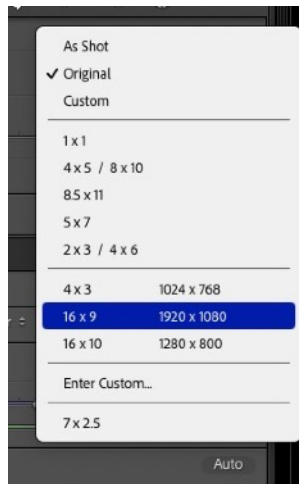 As Shot
✓ Original
Custom
1 x 1
4 x 5 / 8 x 10
8.5 x 11
5 x 7
2 x 3 / 4 x 6
4 x 3 1024 x 768
16 x 9 1920 x 1080
16 x 10 1280 x 800
Enter Custom...
7 x 2.5
Auto